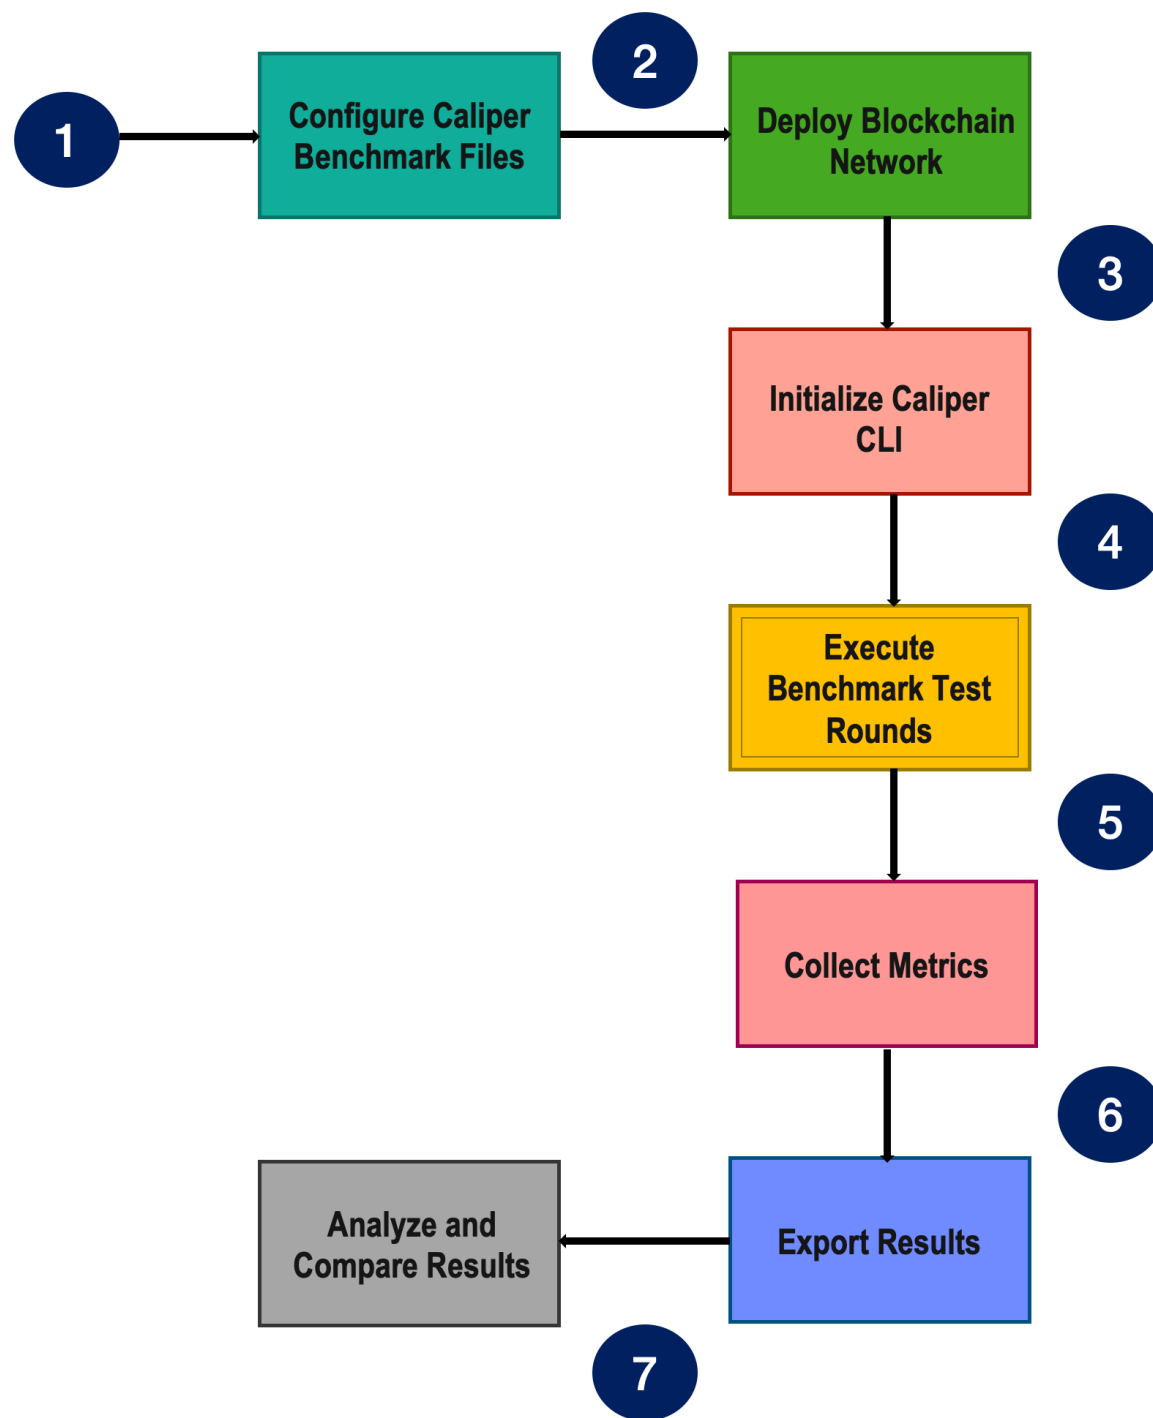 1
Configure Caliper
Benchmark Files
2
Deploy Blockchain
Network
3
Initialize Caliper
CLI
4
Execute
Benchmark Test
Rounds
5
Collect Metrics
6
Export Results
Analyze and
Compare Results
7